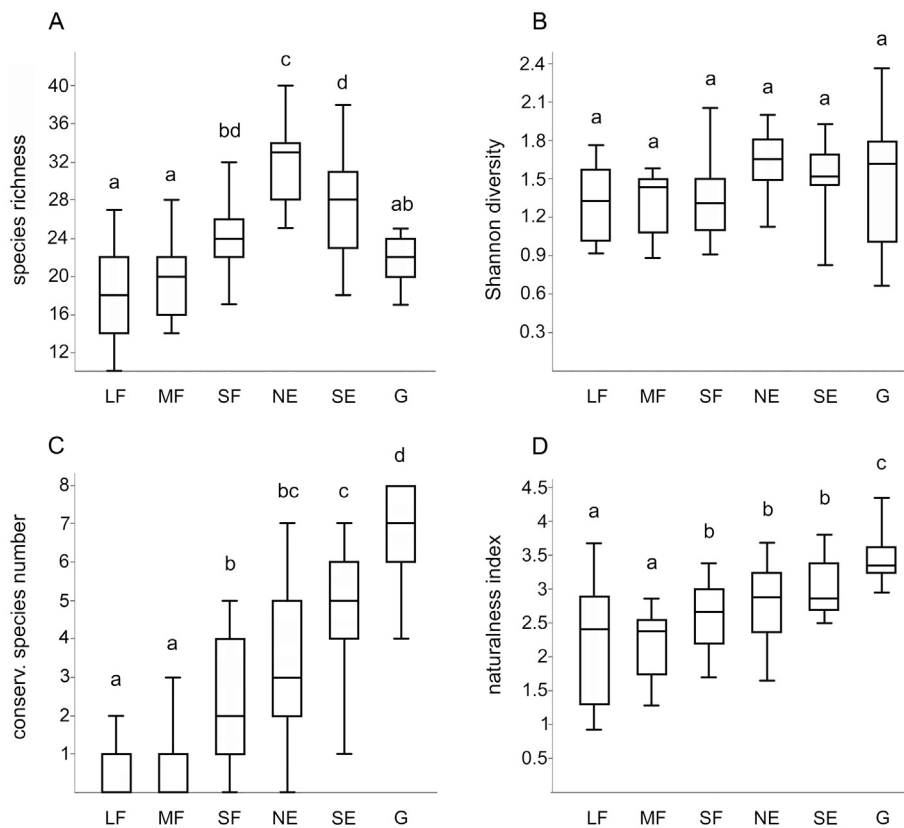 A
species richness
40
36
32
28
24
20
16
12
a
a
bd
c
d
ab
LF MF SF NE SE G
B
Shannon diversity
2.4
2.1
1.8
1.5
1.2
0.9
0.6
0.3
a
a
a
a
a
a
LF MF SF NE SE G
C
conserv. species number
8
7
6
5
4
3
2
1
a
a
b
bc
c
d
LF MF SF NE SE G
D
naturalness index
4.5
4
3.5
3
2.5
2
1.5
1
0.5
a
a
b
b
b
c
LF MF SF NE SE G